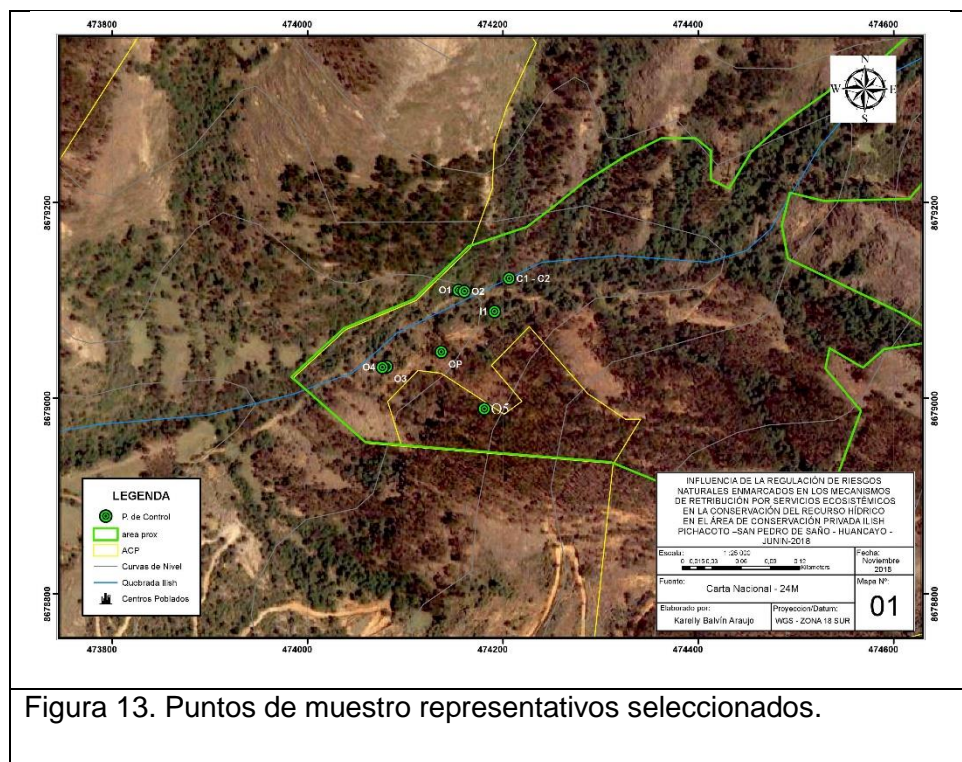 473800 474000 474200 474400 474600
N
W E
S
8679200 8679200
C1 - C2
O1 O2
I1
OP
O4
O3
O5
8679000 8679000
8678800 8678800
LEGENDA
P. de Control
area prox
ACP
Curvas de Nivel
Quebrada Ilish
Centros Poblados
INFLUENCIA DE LA REGULACIÓN DE RIESGOS
NATURALES ENMARCADOS EN LOS MECANISMOS
DE RETRIBUCIÓN POR SERVICIOS ECOSISTÉMICOS
EN LA CONSERVACIÓN DEL RECURSO HÍDRICO
EN EL ÁREA DE CONSERVACIÓN PRIVADA ILISH
PICHACOTO –SAN PEDRO DE SAÑO - HUANCAYO -
JUNIN-2018
Escala:
Kilometers
Fecha:
Noviembre
2018
Fuente:
Carta Nacional - 24M
Mapa Nº:
01
Elaborado por:
Karelly Balvín Araujo
Proyeccion/Datum:
WGS - ZONA 18 SUR
473800 474000 474200 474400 474600
Figura 13. Puntos de muestro representativos seleccionados.